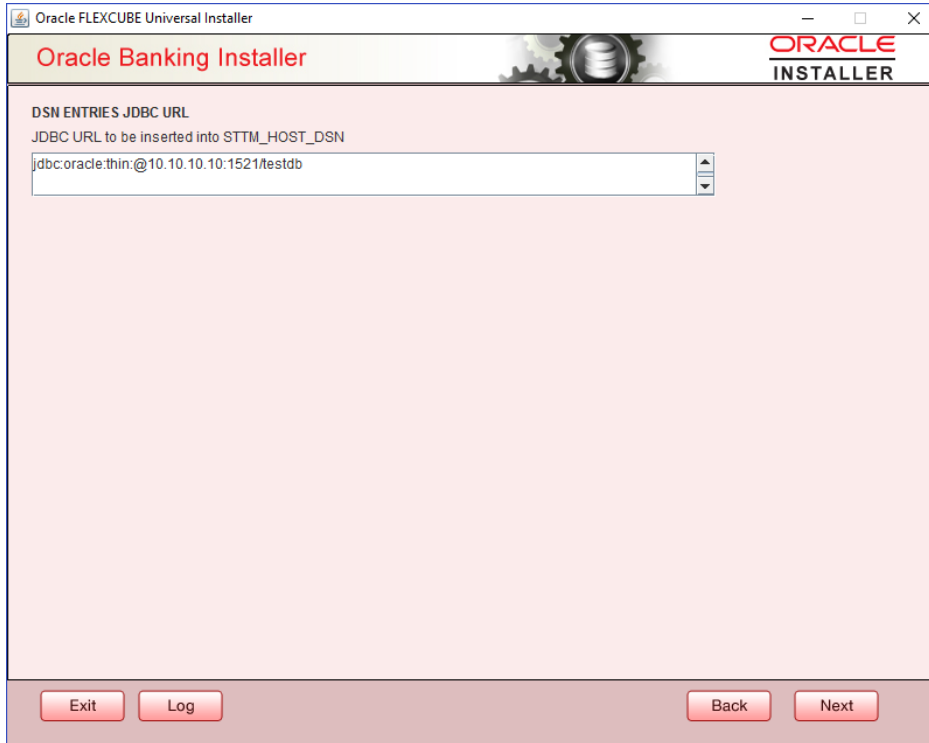 Oracle FLEXCUBE Universal Installer
Oracle Banking Installer
ORACLE
INSTALLER
DSN ENTRIES JDBC URL
JDBC URL to be inserted into STTM_HOST_DSN
jdbc:oracle:thin:@10.10.10.10:1521/testdb
Exit Log Back Next